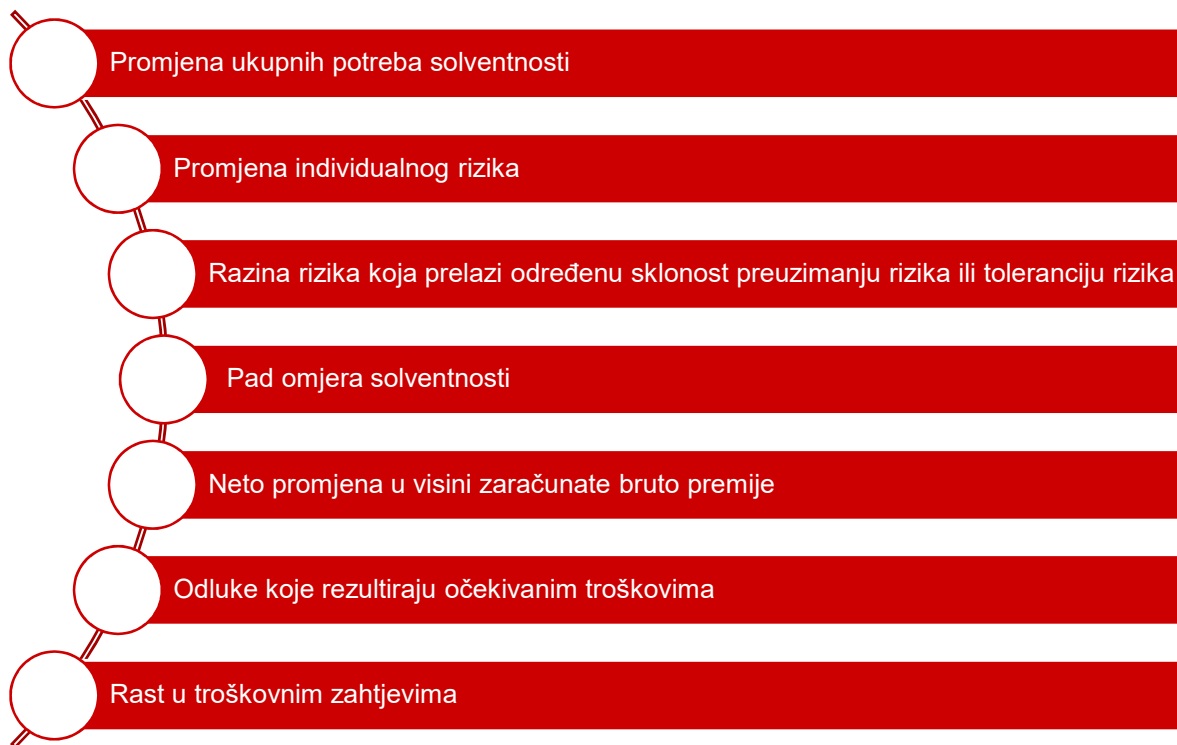 Promjena ukupnih potreba solventnosti
Promjena individualnog rizika
Razina rizika koja prelazi određenu sklonost preuzimanju rizika ili toleranciju rizika
Pad omjera solventnosti
Neto promjena u visini zaračunate bruto premije
Odluke koje rezultiraju očekivanim troškovima
Rast u troškovnim zahtjevima